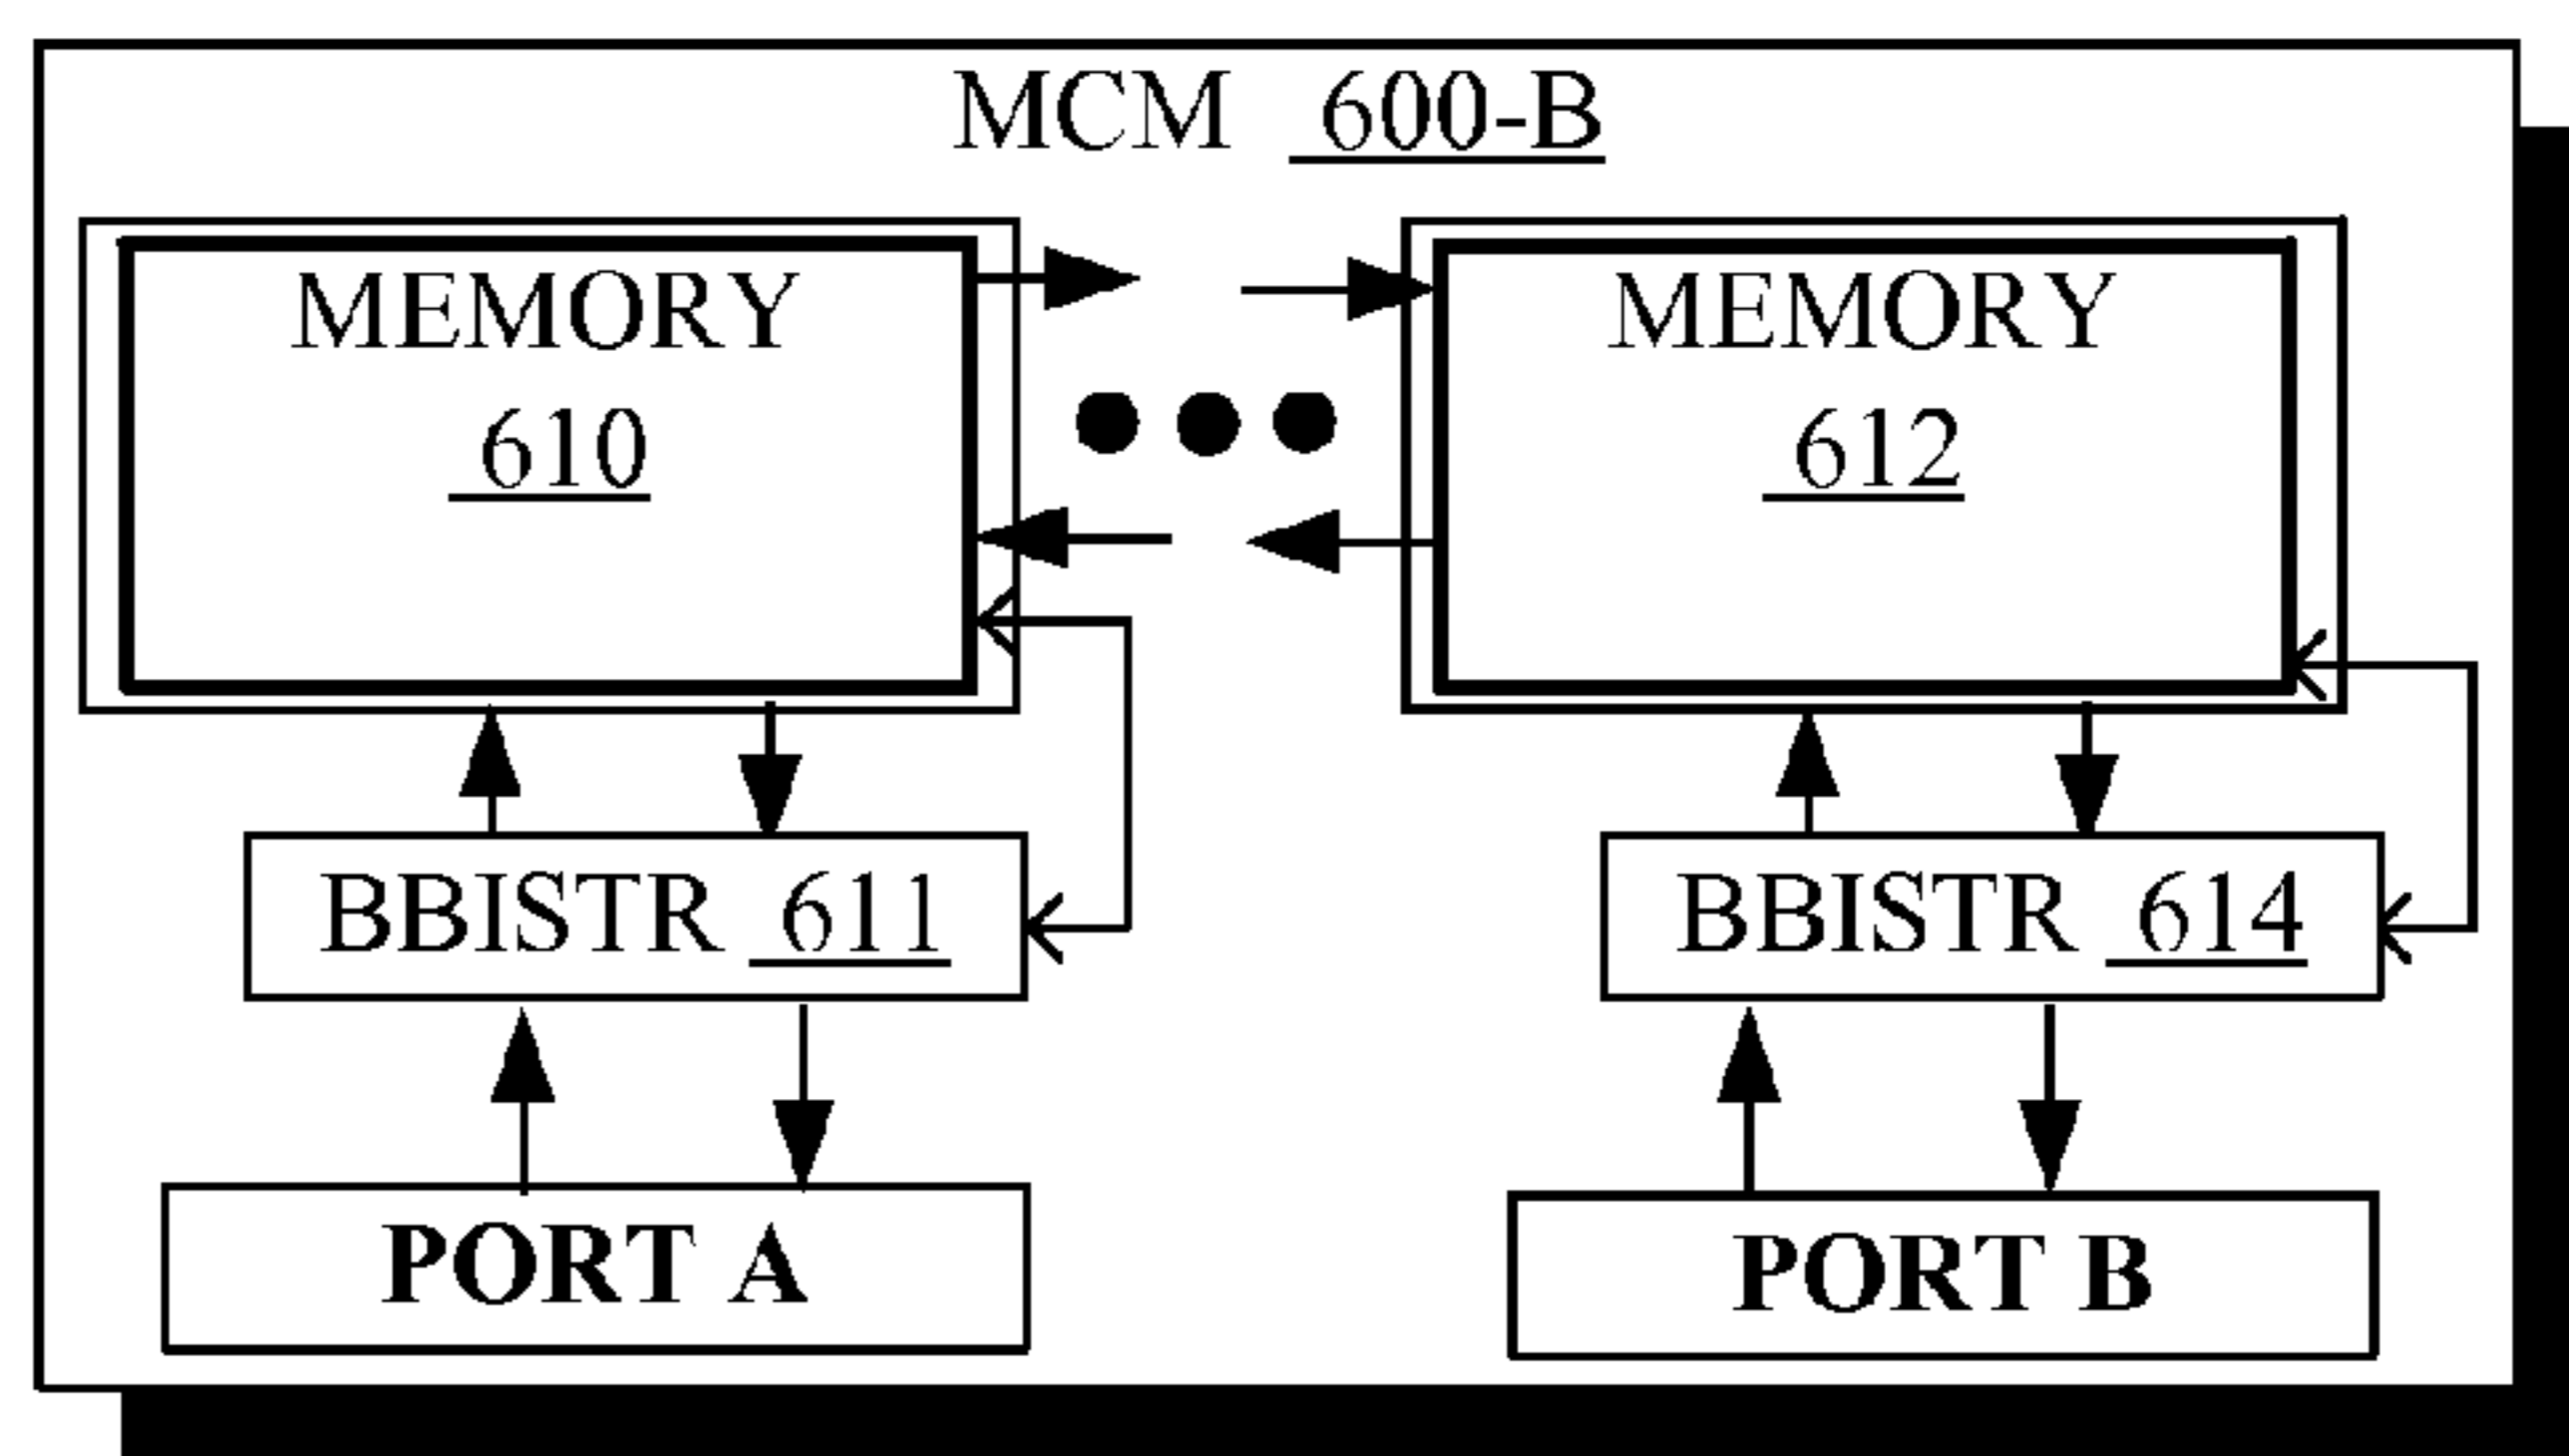 MCM 600-B
MEMORY
610
MEMORY
612
BBISTR 611
BBISTR 614
PORT A
PORT B